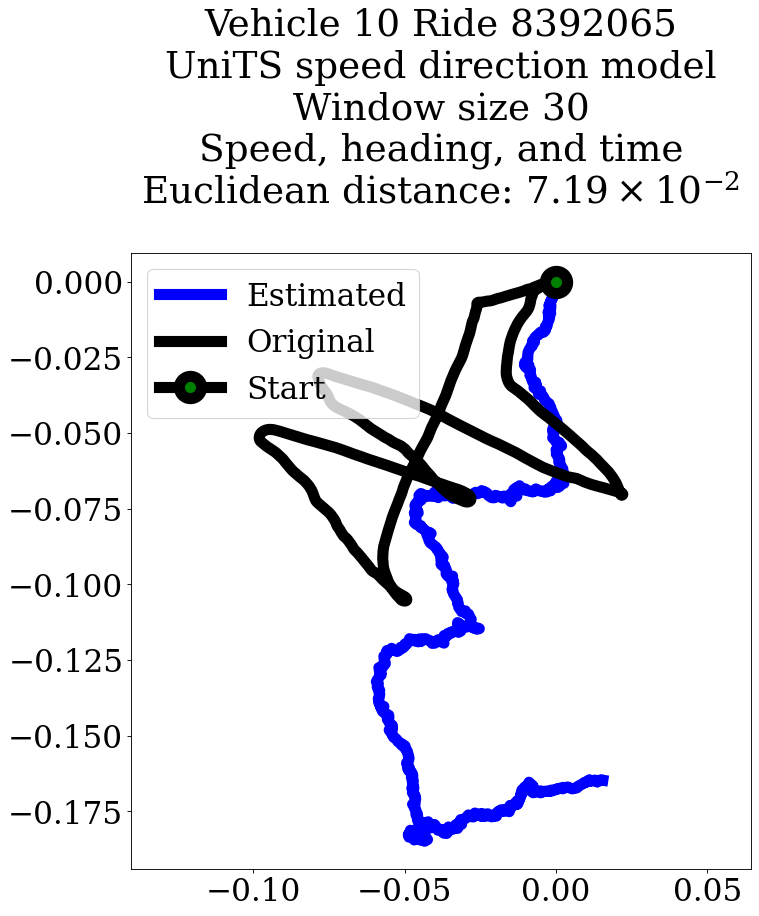 Vehicle 10 Ride 8392065
UniTS speed direction model
Window size 30
Speed, heading, and time
Euclidean distance: 7.19 × 10⁻²
Estimated
Original
Start
0.000
−0.025
−0.050
−0.075
−0.100
−0.125
−0.150
−0.175
−0.10 −0.05 0.00 0.05